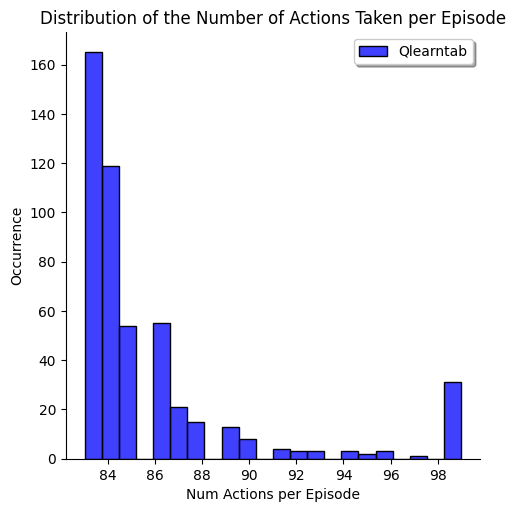 Distribution of the Number of Actions Taken per Episode
Qlearntab
160
140
120
100
80
60
40
20
0
Occurrence
84 86 88 90 92 94 96 98
Num Actions per Episode